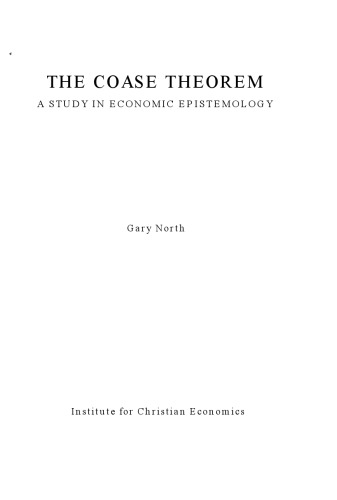 THE COASE THEOREM
A STUDY IN ECONOMIC EPISTEMOLOGY
Gary North
Institute for Christian Economics